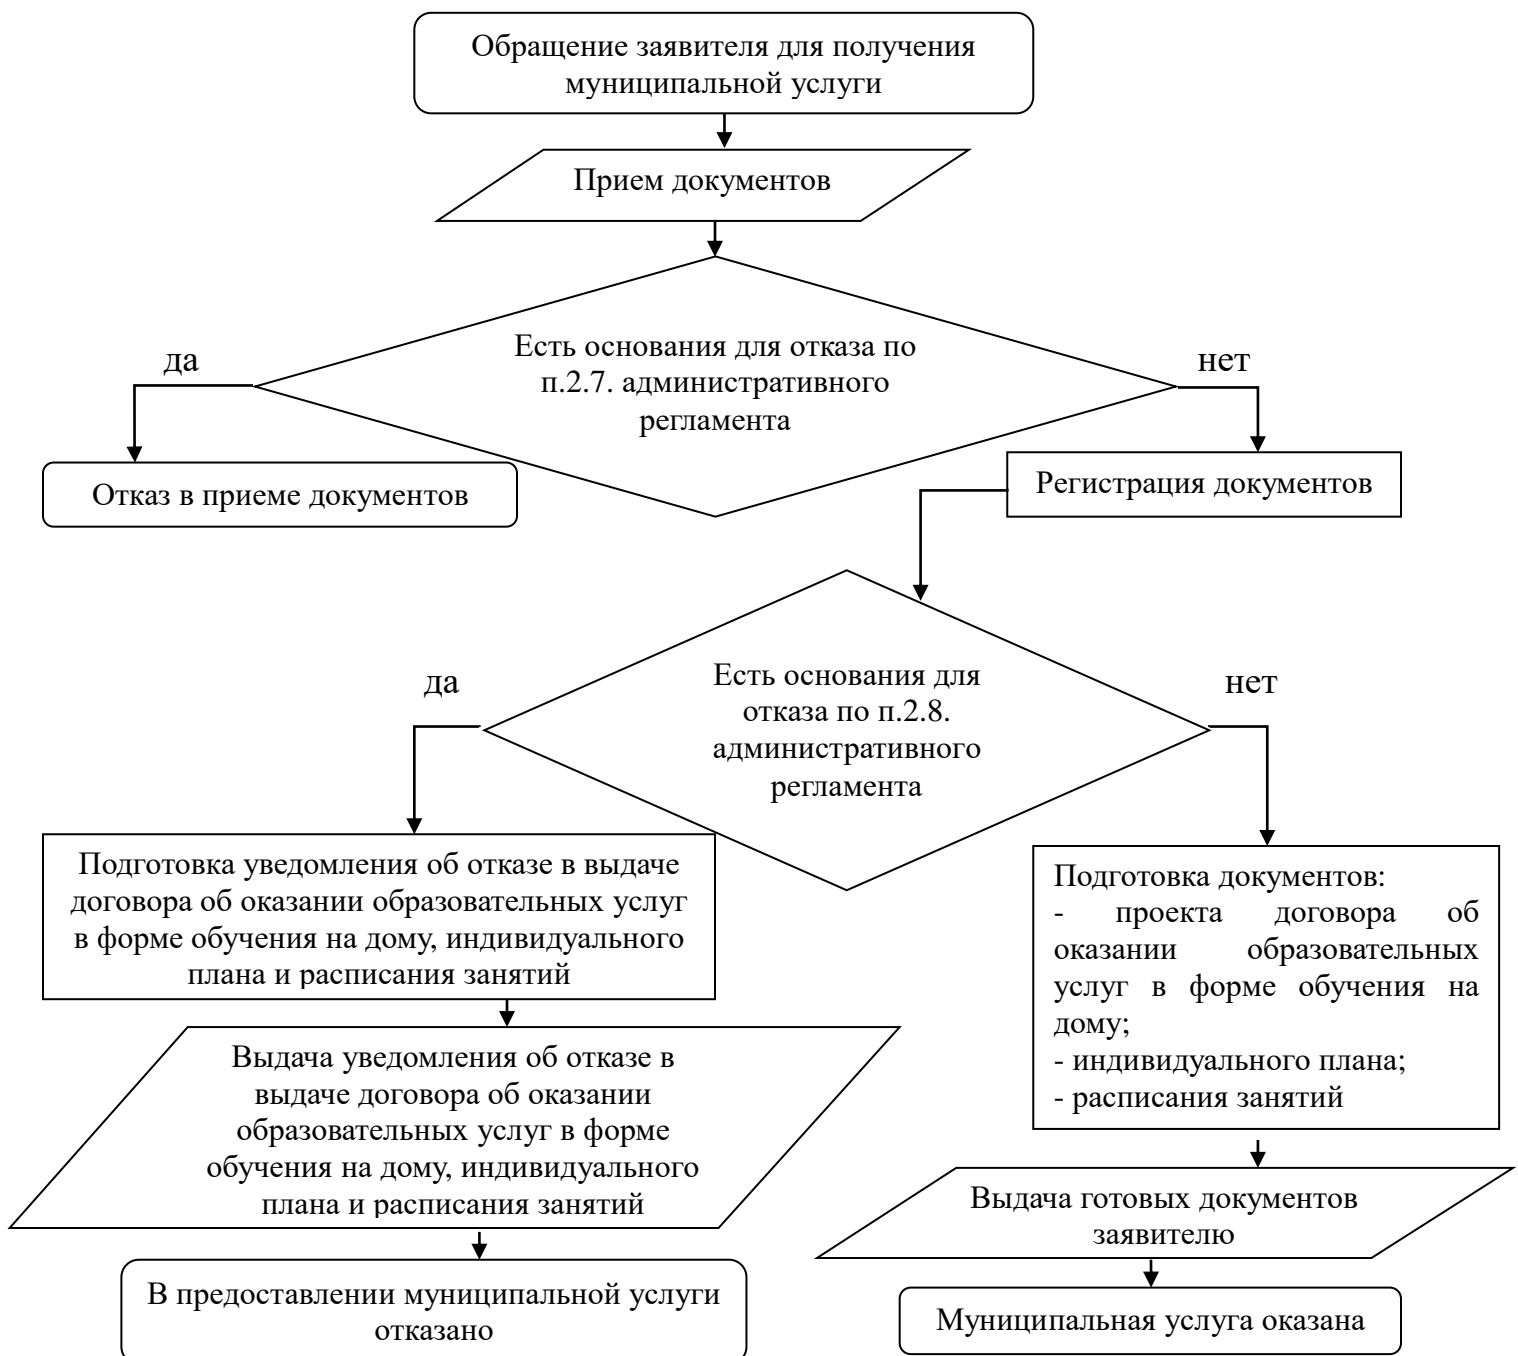 Обращение заявителя для получения
муниципальной услуги
Прием документов
Есть основания для отказа по
п.2.7. административного
регламента
да
нет
Отказ в приеме документов
Регистрация документов
Есть основания для
отказа по п.2.8.
административного
регламента
да
нет
Подготовка уведомления об отказе в выдаче
договора об оказании образовательных услуг
в форме обучения на дому, индивидуального
плана и расписания занятий
Подготовка документов:
- проекта договора об
оказании образовательных
услуг в форме обучения на
дому;
- индивидуального плана;
- расписания занятий
Выдача уведомления об отказе в
выдаче договора об оказании
образовательных услуг в форме
обучения на дому, индивидуального
плана и расписания занятий
Выдача готовых документов
заявителю
В предоставлении муниципальной услуги
отказано
Муниципальная услуга оказана